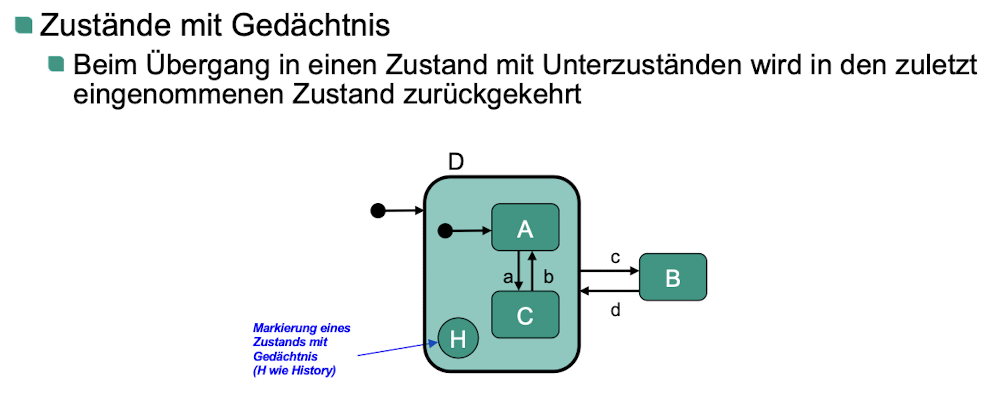 Zustände mit Gedächtnis
Beim Übergang in einen Zustand mit Unterzuständen wird in den zuletzt
eingenommenen Zustand zurückgekehrt
D
A
a
b
C
H
c
B
d
Markierung eines
Zustands mit
Gedächtnis
(H wie History)